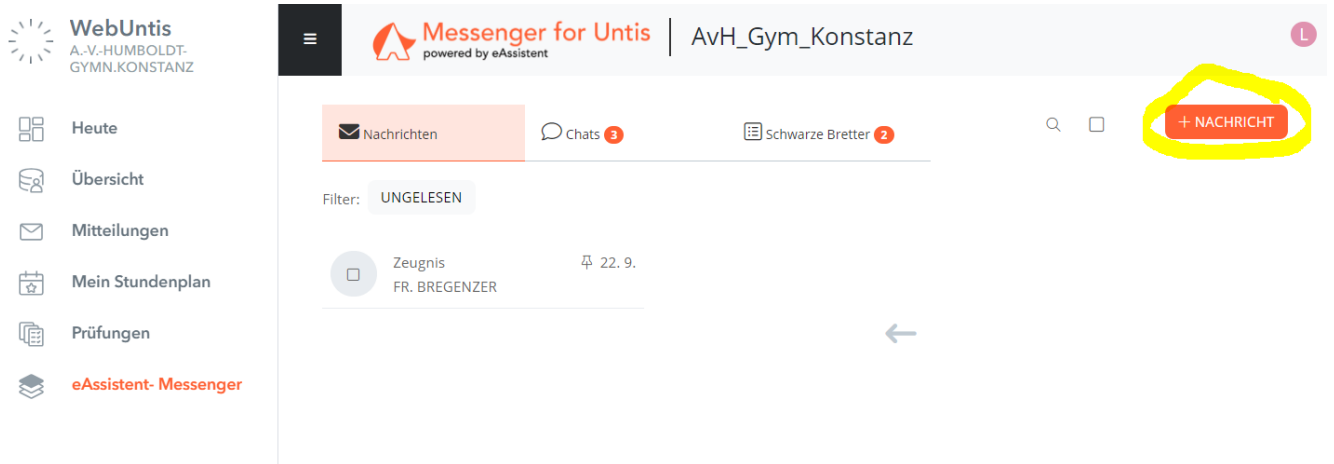 WebUntis
A.-V.-HUMBOLDT-
GYMN.KONSTANZ
Heute
Übersicht
Mitteilungen
Mein Stundenplan
Prüfungen
eAssistent- Messenger
Messenger for Untis
powered by eAssistent
AvH_Gym_Konstanz
L
Nachrichten
Chats 3
Schwarze Bretter 2
+ NACHRICHT
Filter: UNGELESEN
Zeugnis 22. 9.
FR. BREGENZER